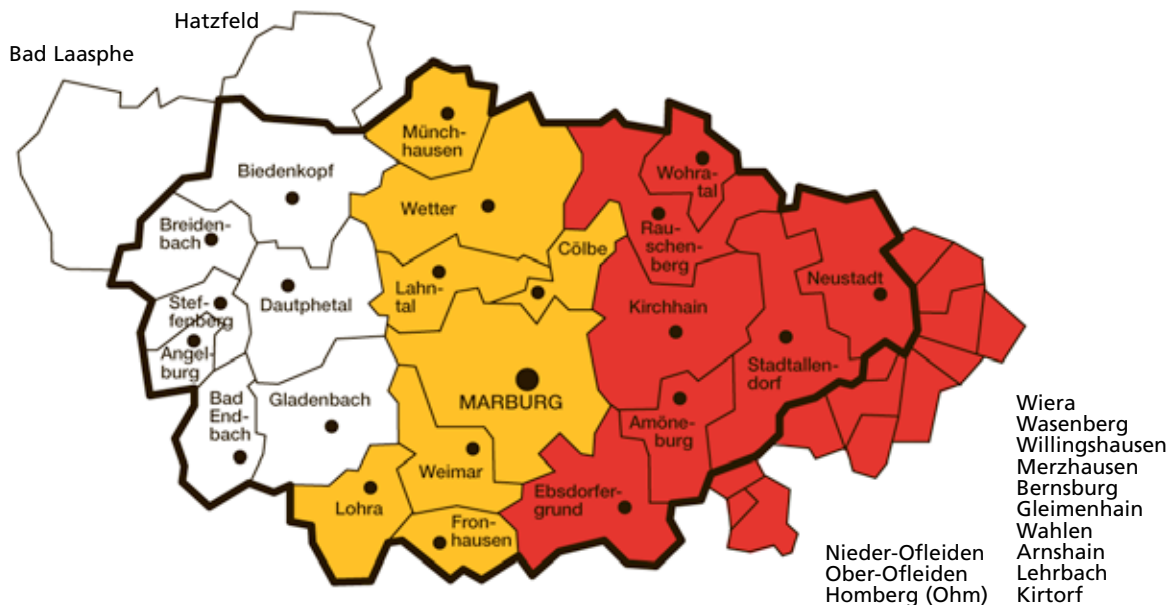 Hatzfeld
Bad Laasphe
Münch-
hausen
Biedenkopf
Wohra-
tal
Wetter
Breiden-
bach
Rau-
schen-
berg
Cölbe
Lahn-
tal
Neustadt
Dautphetal
Stef-
fenberg
Kirchhain
Angel-
burg
Stadtallen-
dorf
Bad
End-
bach
Gladenbach
MARBURG
Amöne-
burg
Weimar
Lohra
Ebsdorfer-
grund
Fron-
hausen
Wiera
Wasenberg
Willingshausen
Merzhausen
Bernsburg
Gleimenhain
Wahlen
Arnshain
Lehrbach
Kirtorf
Nieder-Ofleiden
Ober-Ofleiden
Homberg (Ohm)